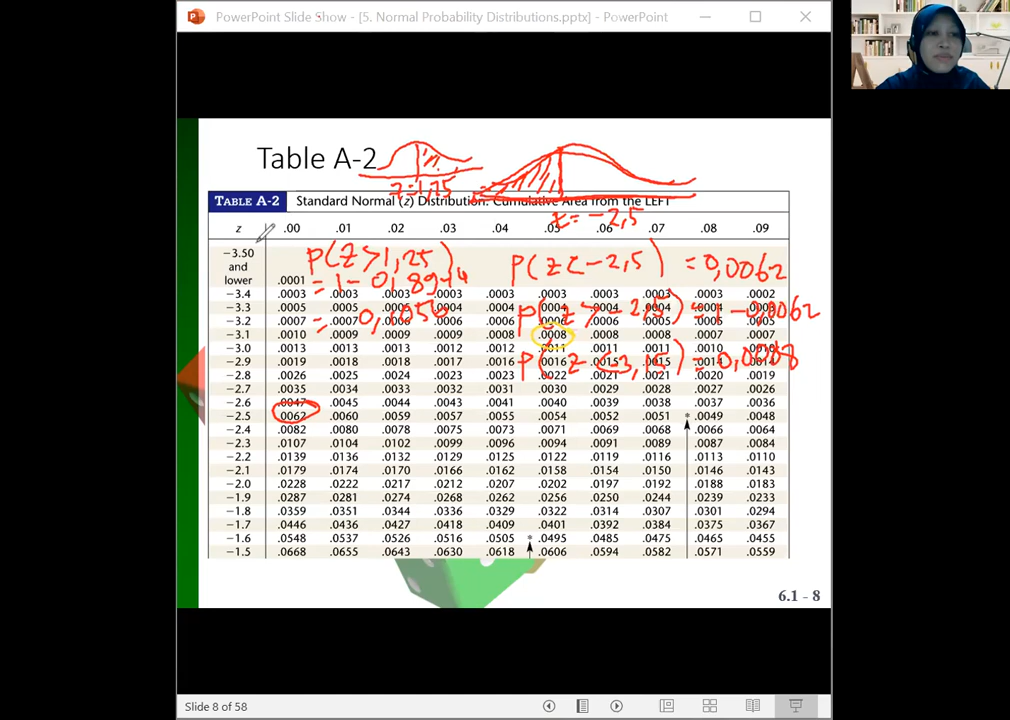 PowerPoint Slide Show - [5. Normal Probability Distributions.pptx] - PowerPoint
Table A-2
z=1,25
TABLE A-2 Standard Normal (z) Distribution: Cumulative Area from the LEFT
z = -2,5
z .00 .01 .02 .03 .04 .05 .06 .07 .08 .09
P(Z>1,25)
= 1 - 0,8944
= 0,1056
P(Z<-2,5) = 0,0062
P(Z>-2,5) = 1-0,0062
P(Z≤-3,15) = 0,0008
−3.50 and lower .0001
−3.4 .0003 .0003 .0003 .0003 .0003 .0003 .0003 .0003 .0003 .0002
−3.3 .0005 .0005 .0005 .0004 .0004 .0004 .0004 .0004 .0004 .0003
−3.2 .0007 .0007 .0006 .0006 .0006 .0006 .0006 .0005 .0005 .0005
−3.1 .0010 .0009 .0009 .0009 .0008 .0008 .0008 .0008 .0007 .0007
−3.0 .0013 .0013 .0013 .0012 .0012 .0011 .0011 .0011 .0010 .0010
−2.9 .0019 .0018 .0018 .0017 .0016 .0016 .0015 .0015 .0014 .0014
−2.8 .0026 .0025 .0024 .0023 .0023 .0022 .0021 .0021 .0020 .0019
−2.7 .0035 .0034 .0033 .0032 .0031 .0030 .0029 .0028 .0027 .0026
−2.6 .0047 .0045 .0044 .0043 .0041 .0040 .0039 .0038 .0037 .0036
−2.5 .0062 .0060 .0059 .0057 .0055 .0054 .0052 .0051 * .0049 .0048
−2.4 .0082 .0080 .0078 .0075 .0073 .0071 .0069 .0068 .0066 .0064
−2.3 .0107 .0104 .0102 .0099 .0096 .0094 .0091 .0089 .0087 .0084
−2.2 .0139 .0136 .0132 .0129 .0125 .0122 .0119 .0116 .0113 .0110
−2.1 .0179 .0174 .0170 .0166 .0162 .0158 .0154 .0150 .0146 .0143
−2.0 .0228 .0222 .0217 .0212 .0207 .0202 .0197 .0192 .0188 .0183
−1.9 .0287 .0281 .0274 .0268 .0262 .0256 .0250 .0244 .0239 .0233
−1.8 .0359 .0351 .0344 .0336 .0329 .0322 .0314 .0307 .0301 .0294
−1.7 .0446 .0436 .0427 .0418 .0409 .0401 .0392 .0384 .0375 .0367
−1.6 .0548 .0537 .0526 .0516 .0505 * .0495 .0485 .0475 .0465 .0455
−1.5 .0668 .0655 .0643 .0630 .0618 .0606 .0594 .0582 .0571 .0559
6.1 - 8
Slide 8 of 58